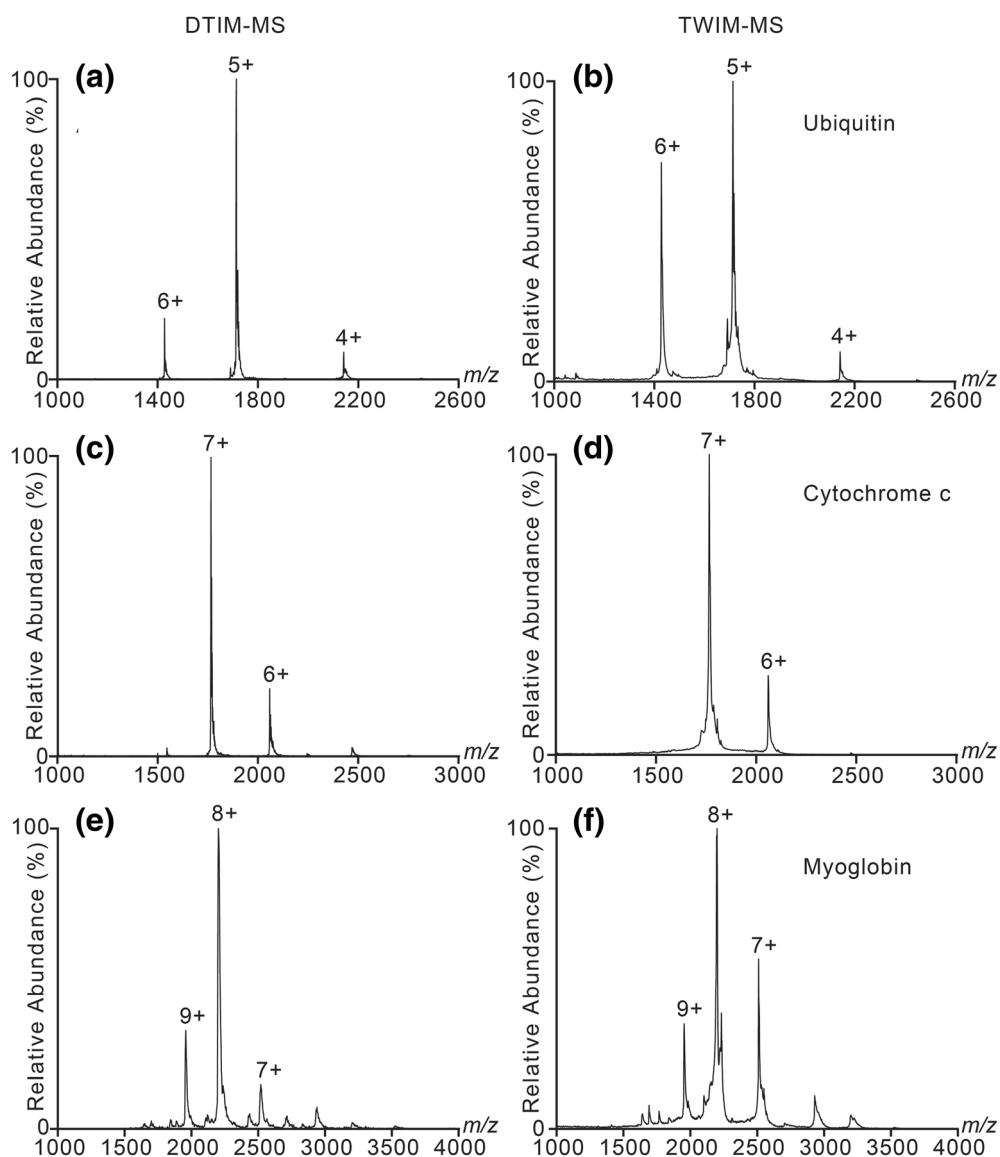 DTIM-MS TWIM-MS
(a) (b)
Ubiquitin
Relative Abundance (%)
100
0
6+
5+
4+
1000 1400 1800 2200 2600
m/z
Relative Abundance (%)
100
0
6+
5+
4+
1000 1400 1800 2200 2600
m/z
(c) (d)
Cytochrome c
Relative Abundance (%)
100
0
7+
6+
1000 1500 2000 2500 3000
m/z
Relative Abundance (%)
100
0
7+
6+
1000 1500 2000 2500 3000
m/z
(e) (f)
Myoglobin
Relative Abundance (%)
100
0
9+
8+
7+
1000 1500 2000 2500 3000 3500 4000
m/z
Relative Abundance (%)
100
0
9+
8+
7+
1000 1500 2000 2500 3000 3500 4000
m/z